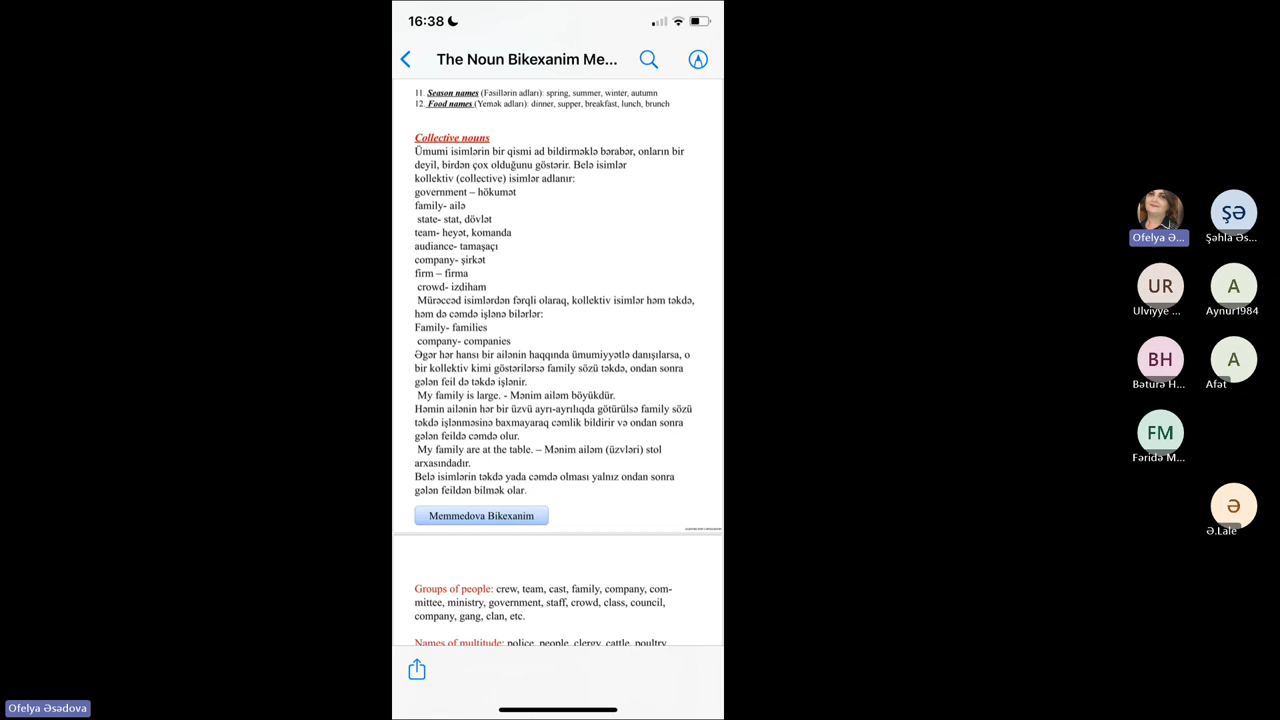 16:38
The Noun Bikexanim Me...
11. Season names (Fəsillərin adları): spring, summer, winter, autumn
12. Food names (Yemək adları): dinner, supper, breakfast, lunch, brunch
Collective nouns
Ümumi isimlərin bir qismi ad bildirməklə bərabər, onların bir
deyil, birdən çox olduğunu göstərir. Belə isimlər
kollektiv (collective) isimlər adlanır:
government – hökumət
family- ailə
state- stat, dövlət
team- heyət, komanda
audiance- tamaşaçı
company- şirkət
firm – firma
crowd- izdiham
Mürəccəd isimlərdən fərqli olaraq, kollektiv isimlər həm təkdə,
həm də cəmdə işlənə bilərlər:
Family- families
company- companies
Əgər hər hansı bir ailənin haqqında ümumiyyətlə danışılarsa, o
bir kollektiv kimi göstərilərsə family sözü təkdə, ondan sonra
gələn feil də təkdə işlənir.
My family is large. - Mənim ailəm böyükdür.
Həmin ailənin hər bir üzvü ayrı-ayrılıqda götürülsə family sözü
təkdə işlənməsinə baxmayaraq cəmlik bildirir və ondan sonra
gələn feildə cəmdə olur.
My family are at the table. – Mənim ailəm (üzvləri) stol
arxasındadır.
Belə isimlərin təkdə yada cəmdə olması yalnız ondan sonra
gələn feildən bilmək olar.
Memmedova Bikexanim
Groups of people: crew, team, cast, family, company, com-
mittee, ministry, government, staff, crowd, class, council,
company, gang, clan, etc.
Names of multitude: police, people, clergy, cattle, poultry
Ofelya Ə...
ŞƏ
Şəhla Əs...
UR
Ulviyye ...
A
Aynur1984
BH
Bəturə H...
A
Afət
FM
Fəridə M...
Ə
Ə.Lale
Ofelya Əsədova